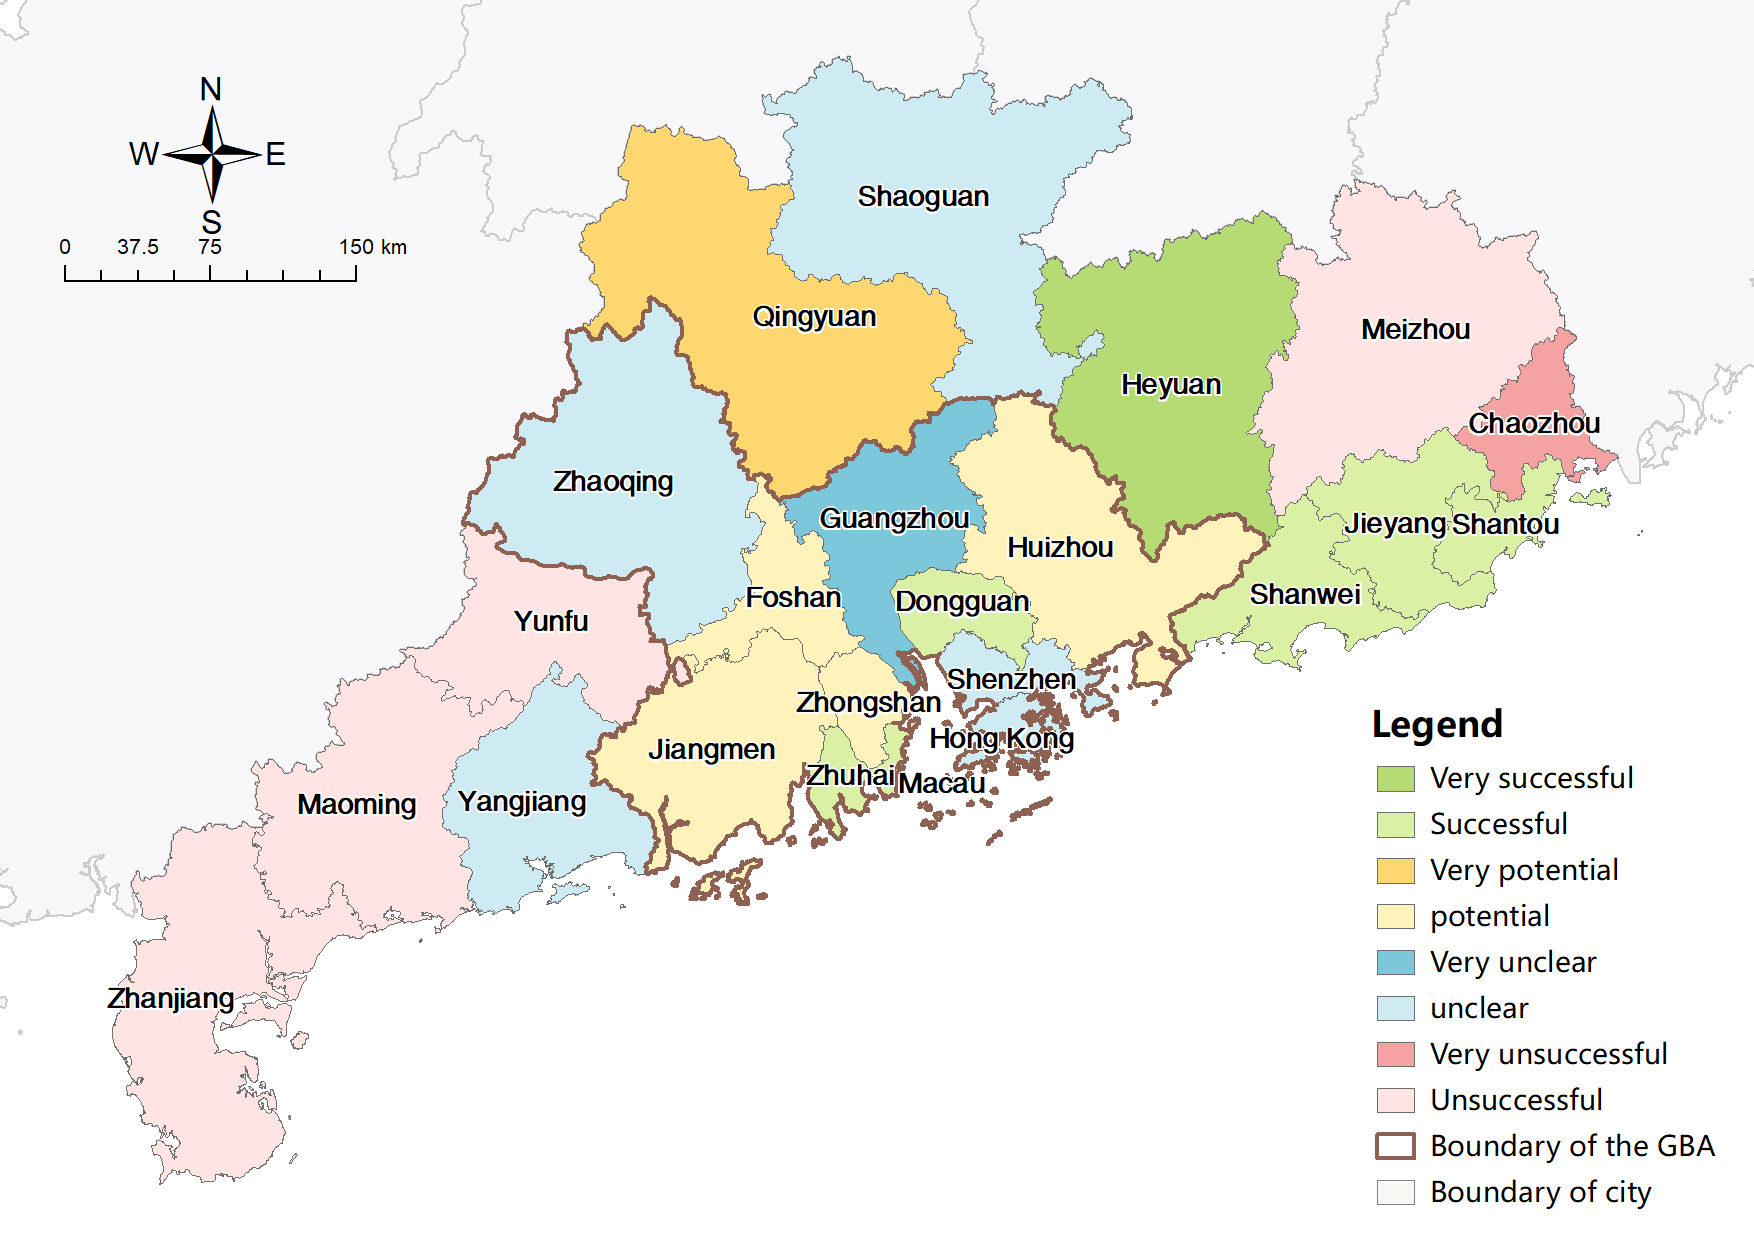 N
W E
S
0 37.5 75 150 km
Shaoguan
Qingyuan
Meizhou
Heyuan
Chaozhou
Zhaoqing
Guangzhou
Jieyang Shantou
Huizhou
Shanwei
Foshan
Dongguan
Yunfu
Shenzhen
Zhongshan
Hong Kong
Jiangmen
Zhuhai
Macau
Maoming
Yangjiang
Zhanjiang
Legend
Very successful
Successful
Very potential
potential
Very unclear
unclear
Very unsuccessful
Unsuccessful
Boundary of the GBA
Boundary of city